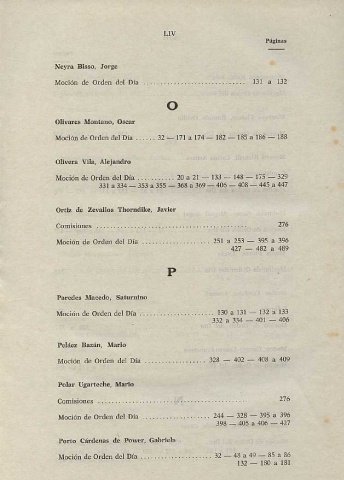 LIV
Páginas
Neyra Bisso, Jorge
Moción de Orden del Día ........................... 131 a 132
O
Olivares Montano, Oscar
Moción de Orden del Día ...... 32 — 171 a 174 — 182 — 185 a 186 — 188
Olivera Vila, Alejandro
Moción de Orden del Día .......... 20 a 21 — 133 — 148 — 175 — 329
331 a 334 — 353 a 355 — 368 a 369 — 406 — 408 — 445 a 447
Ortiz de Zevallos Thorndike, Javier
Comisiones ........................................ 276
Moción de Orden del Día .................. 251 a 253 — 395 a 396
427 — 482 a 489
P
Paredes Macedo, Saturnino
Moción de Orden del Día .................... 130 a 131 — 132 a 133
332 a 334 — 401 — 406
Peláez Bazán, Mario
Moción de Orden del Día ................ 328 — 402 — 408 a 409
Polar Ugarteche, Mario
Comisiones ........................................ 276
Moción de Orden del Día .................. 244 — 328 — 395 a 396
398 — 405 a 406 — 427
Porto Cárdenas de Power, Gabriela
Moción de Orden del Día .................. 32 — 48 a 49 — 85 a 86
132 — 180 a 181